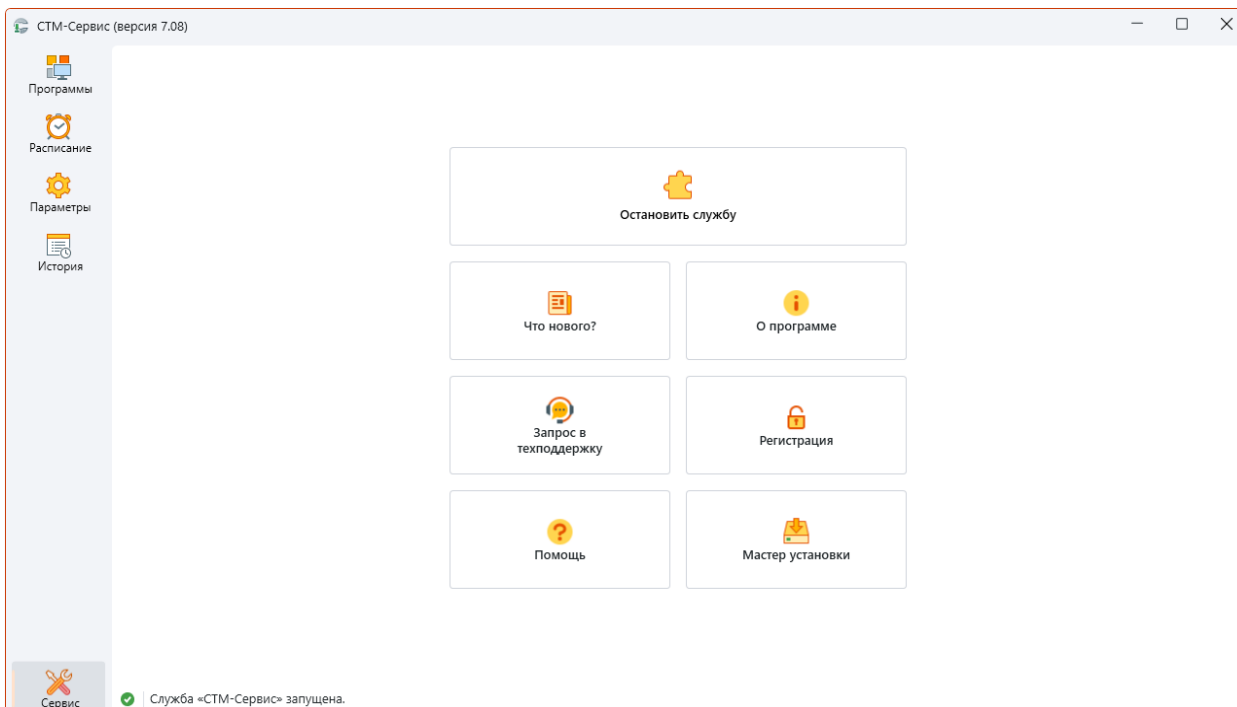 СТМ-Сервис (версия 7.08)
Программы
Расписание
Параметры
История
Остановить службу
Что нового?
О программе
Запрос в
техподдержку
Регистрация
Помощь
Мастер установки
Сервис
Служба «СТМ-Сервис» запущена.